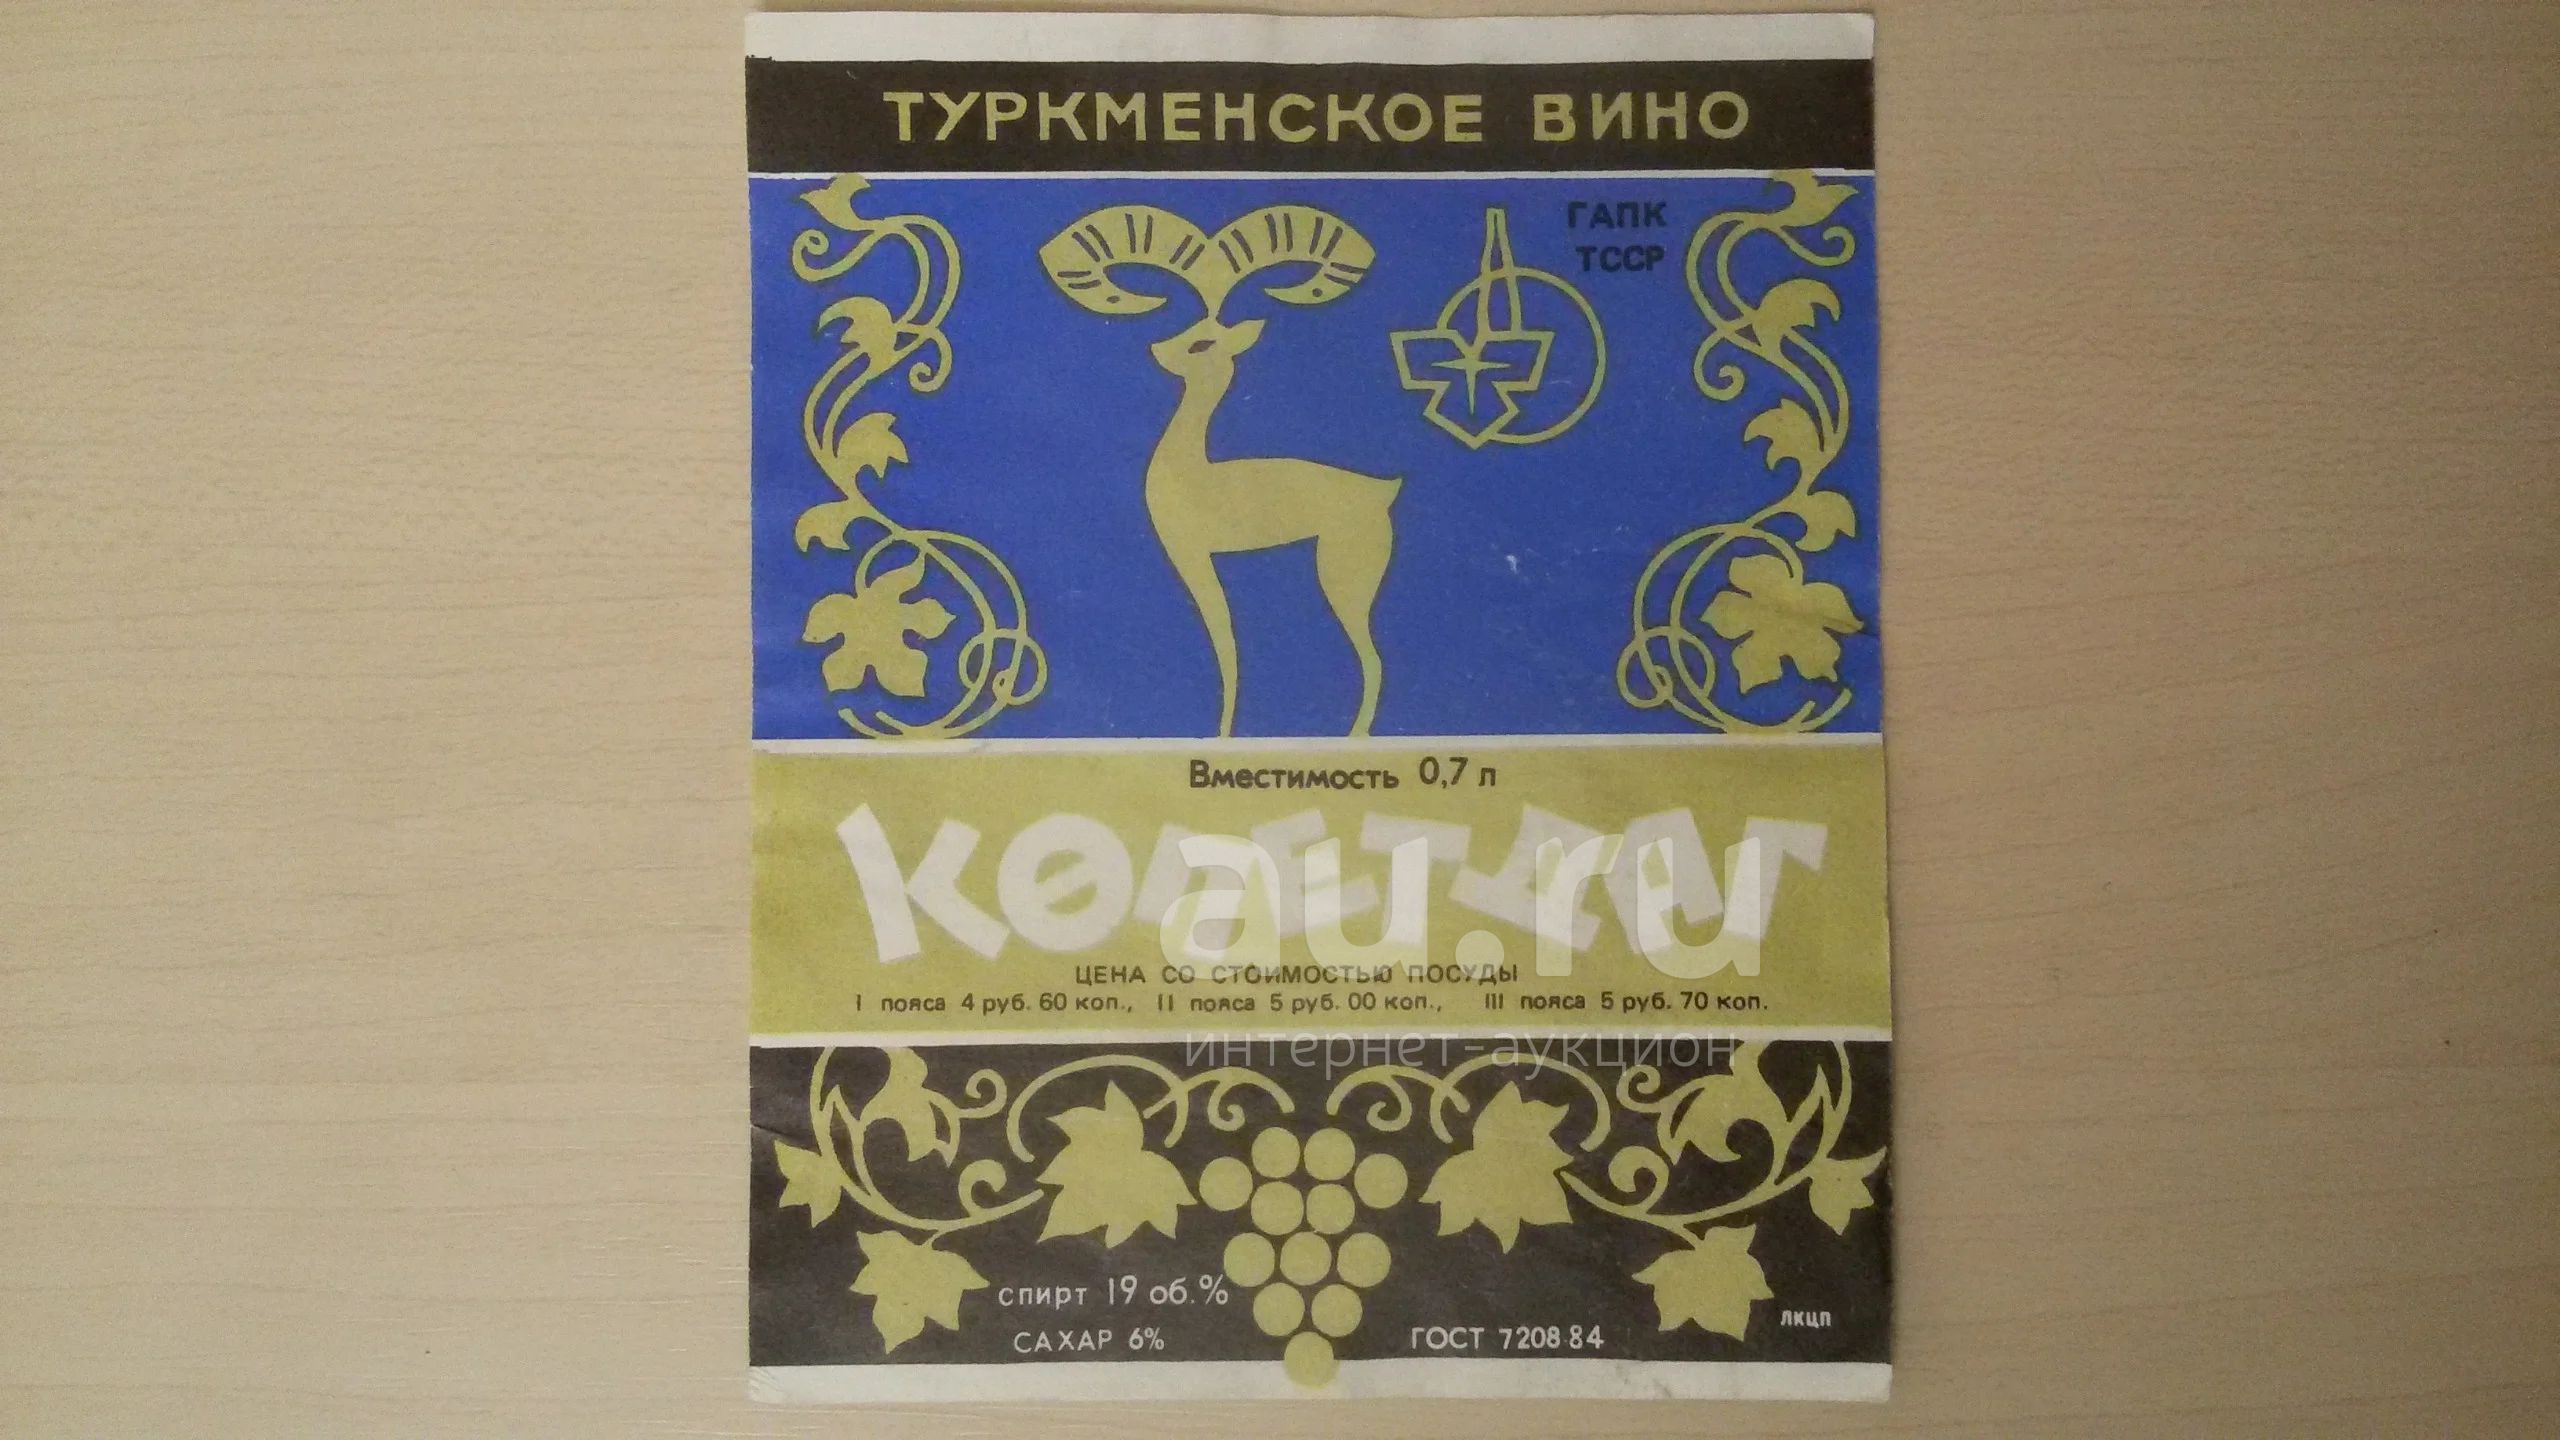 ТУРКМЕНСКОЕ ВИНО
ГАПК
ТССР
Вместимость 0,7 л
КӨПЕТДАГ
au.ru
ЦЕНА СО СТОИМОСТЬЮ ПОСУДЫ
I пояса 4 руб. 60 коп., II пояса 5 руб. 00 коп., III пояса 5 руб. 70 коп.
интернет-аукцион
спирт 19 об.%
САХАР 6%
ГОСТ 7208-84
ЛКЦП